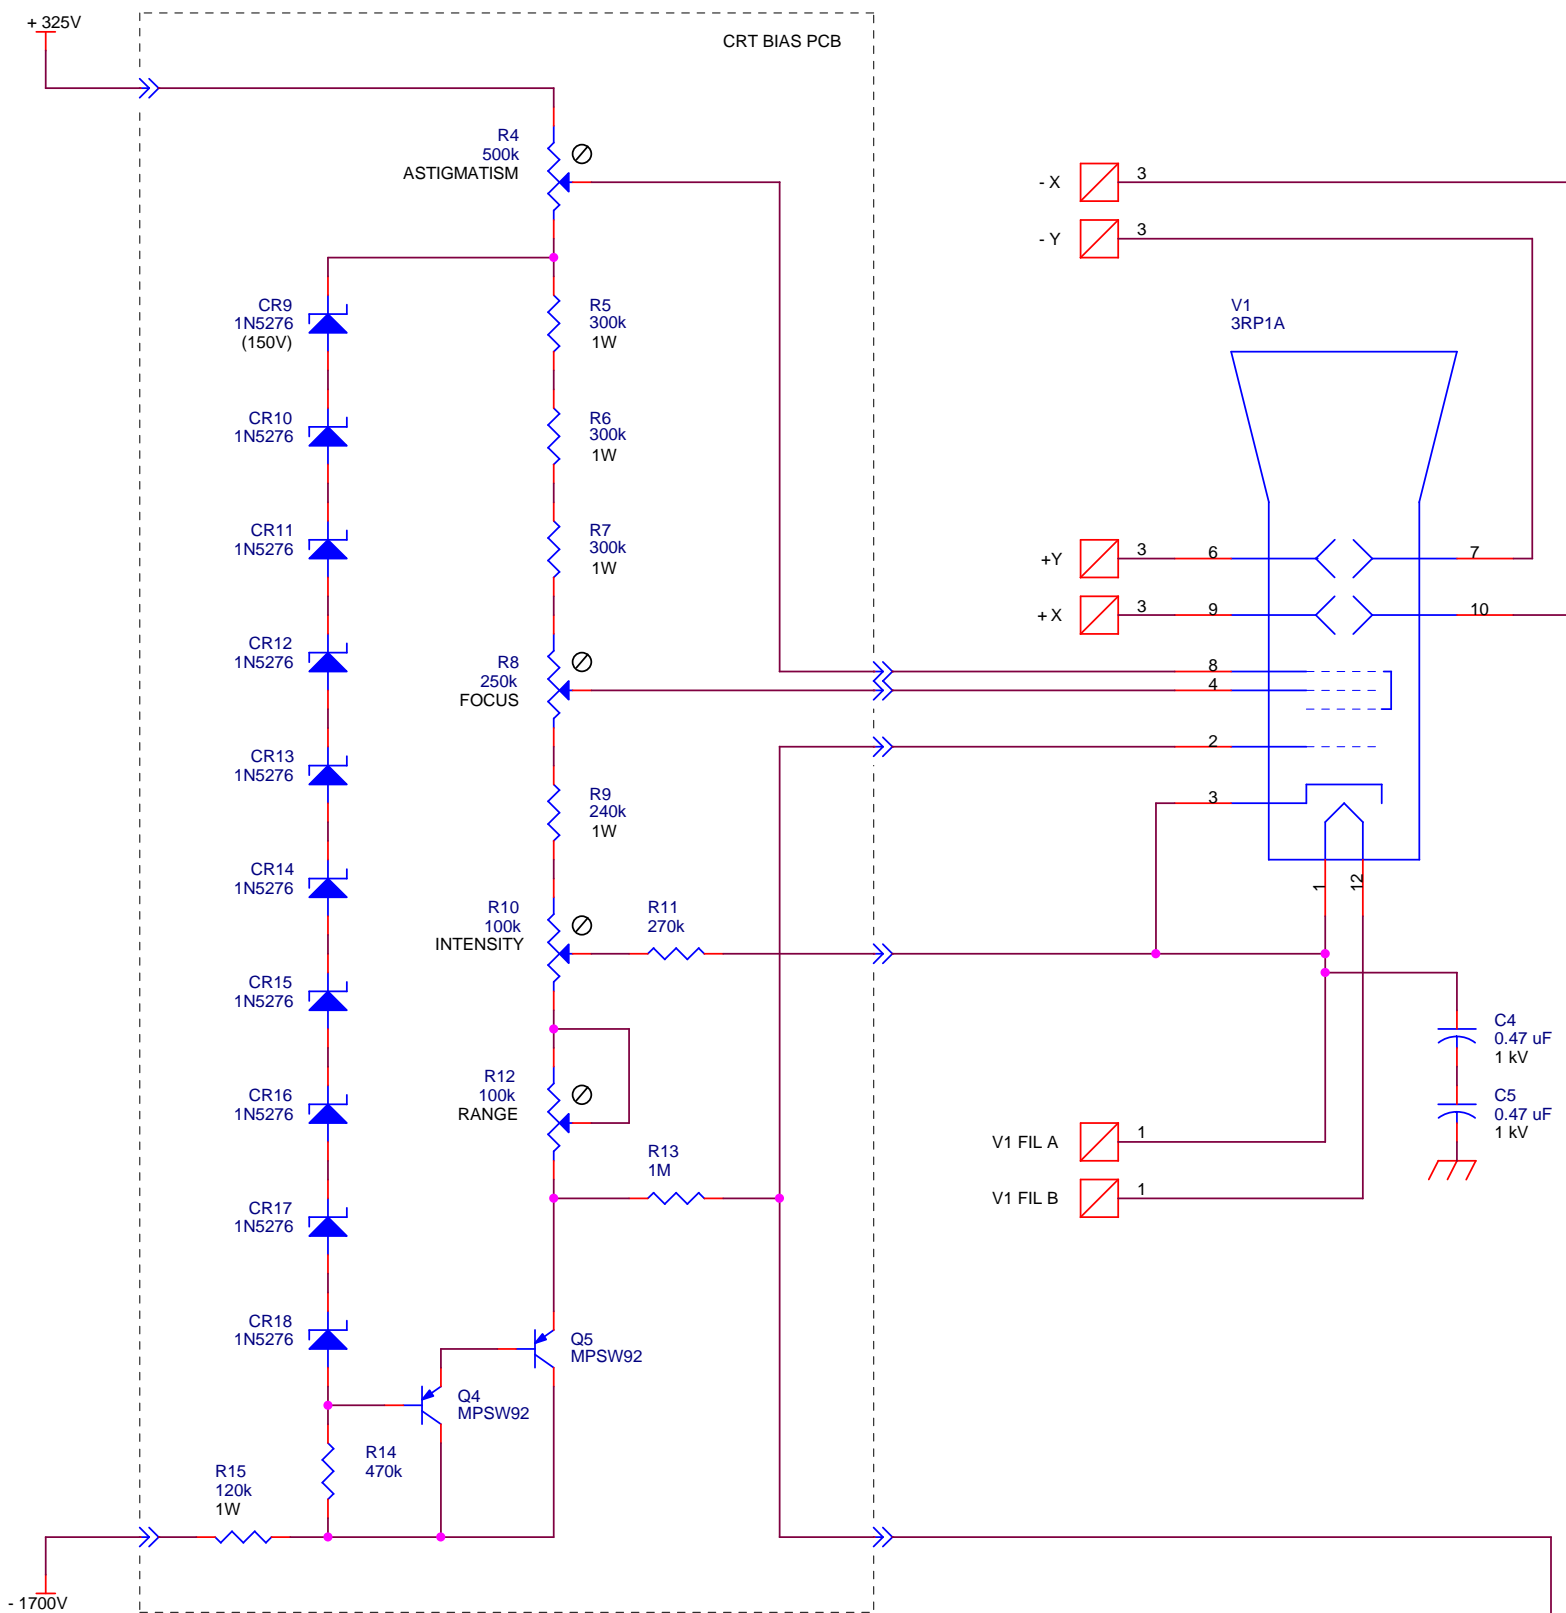 + 325V
CRT BIAS PCB
R4
500k
ASTIGMATISM
- X
3
- Y
3
CR9
1N5276
(150V)
R5
300k
1W
V1
3RP1A
CR10
1N5276
R6
300k
1W
CR11
1N5276
R7
300k
1W
+Y
3
6
7
+ X
3
9
10
CR12
1N5276
R8
250k
FOCUS
8
4
2
CR13
1N5276
R9
240k
1W
3
CR14
1N5276
1
12
R10
100k
INTENSITY
R11
270k
CR15
1N5276
C4
0.47 uF
1 kV
CR16
1N5276
R12
100k
RANGE
C5
0.47 uF
1 kV
V1 FIL A
1
R13
1M
V1 FIL B
1
CR17
1N5276
CR18
1N5276
Q5
MPSW92
Q4
MPSW92
R14
470k
R15
120k
1W
- 1700V